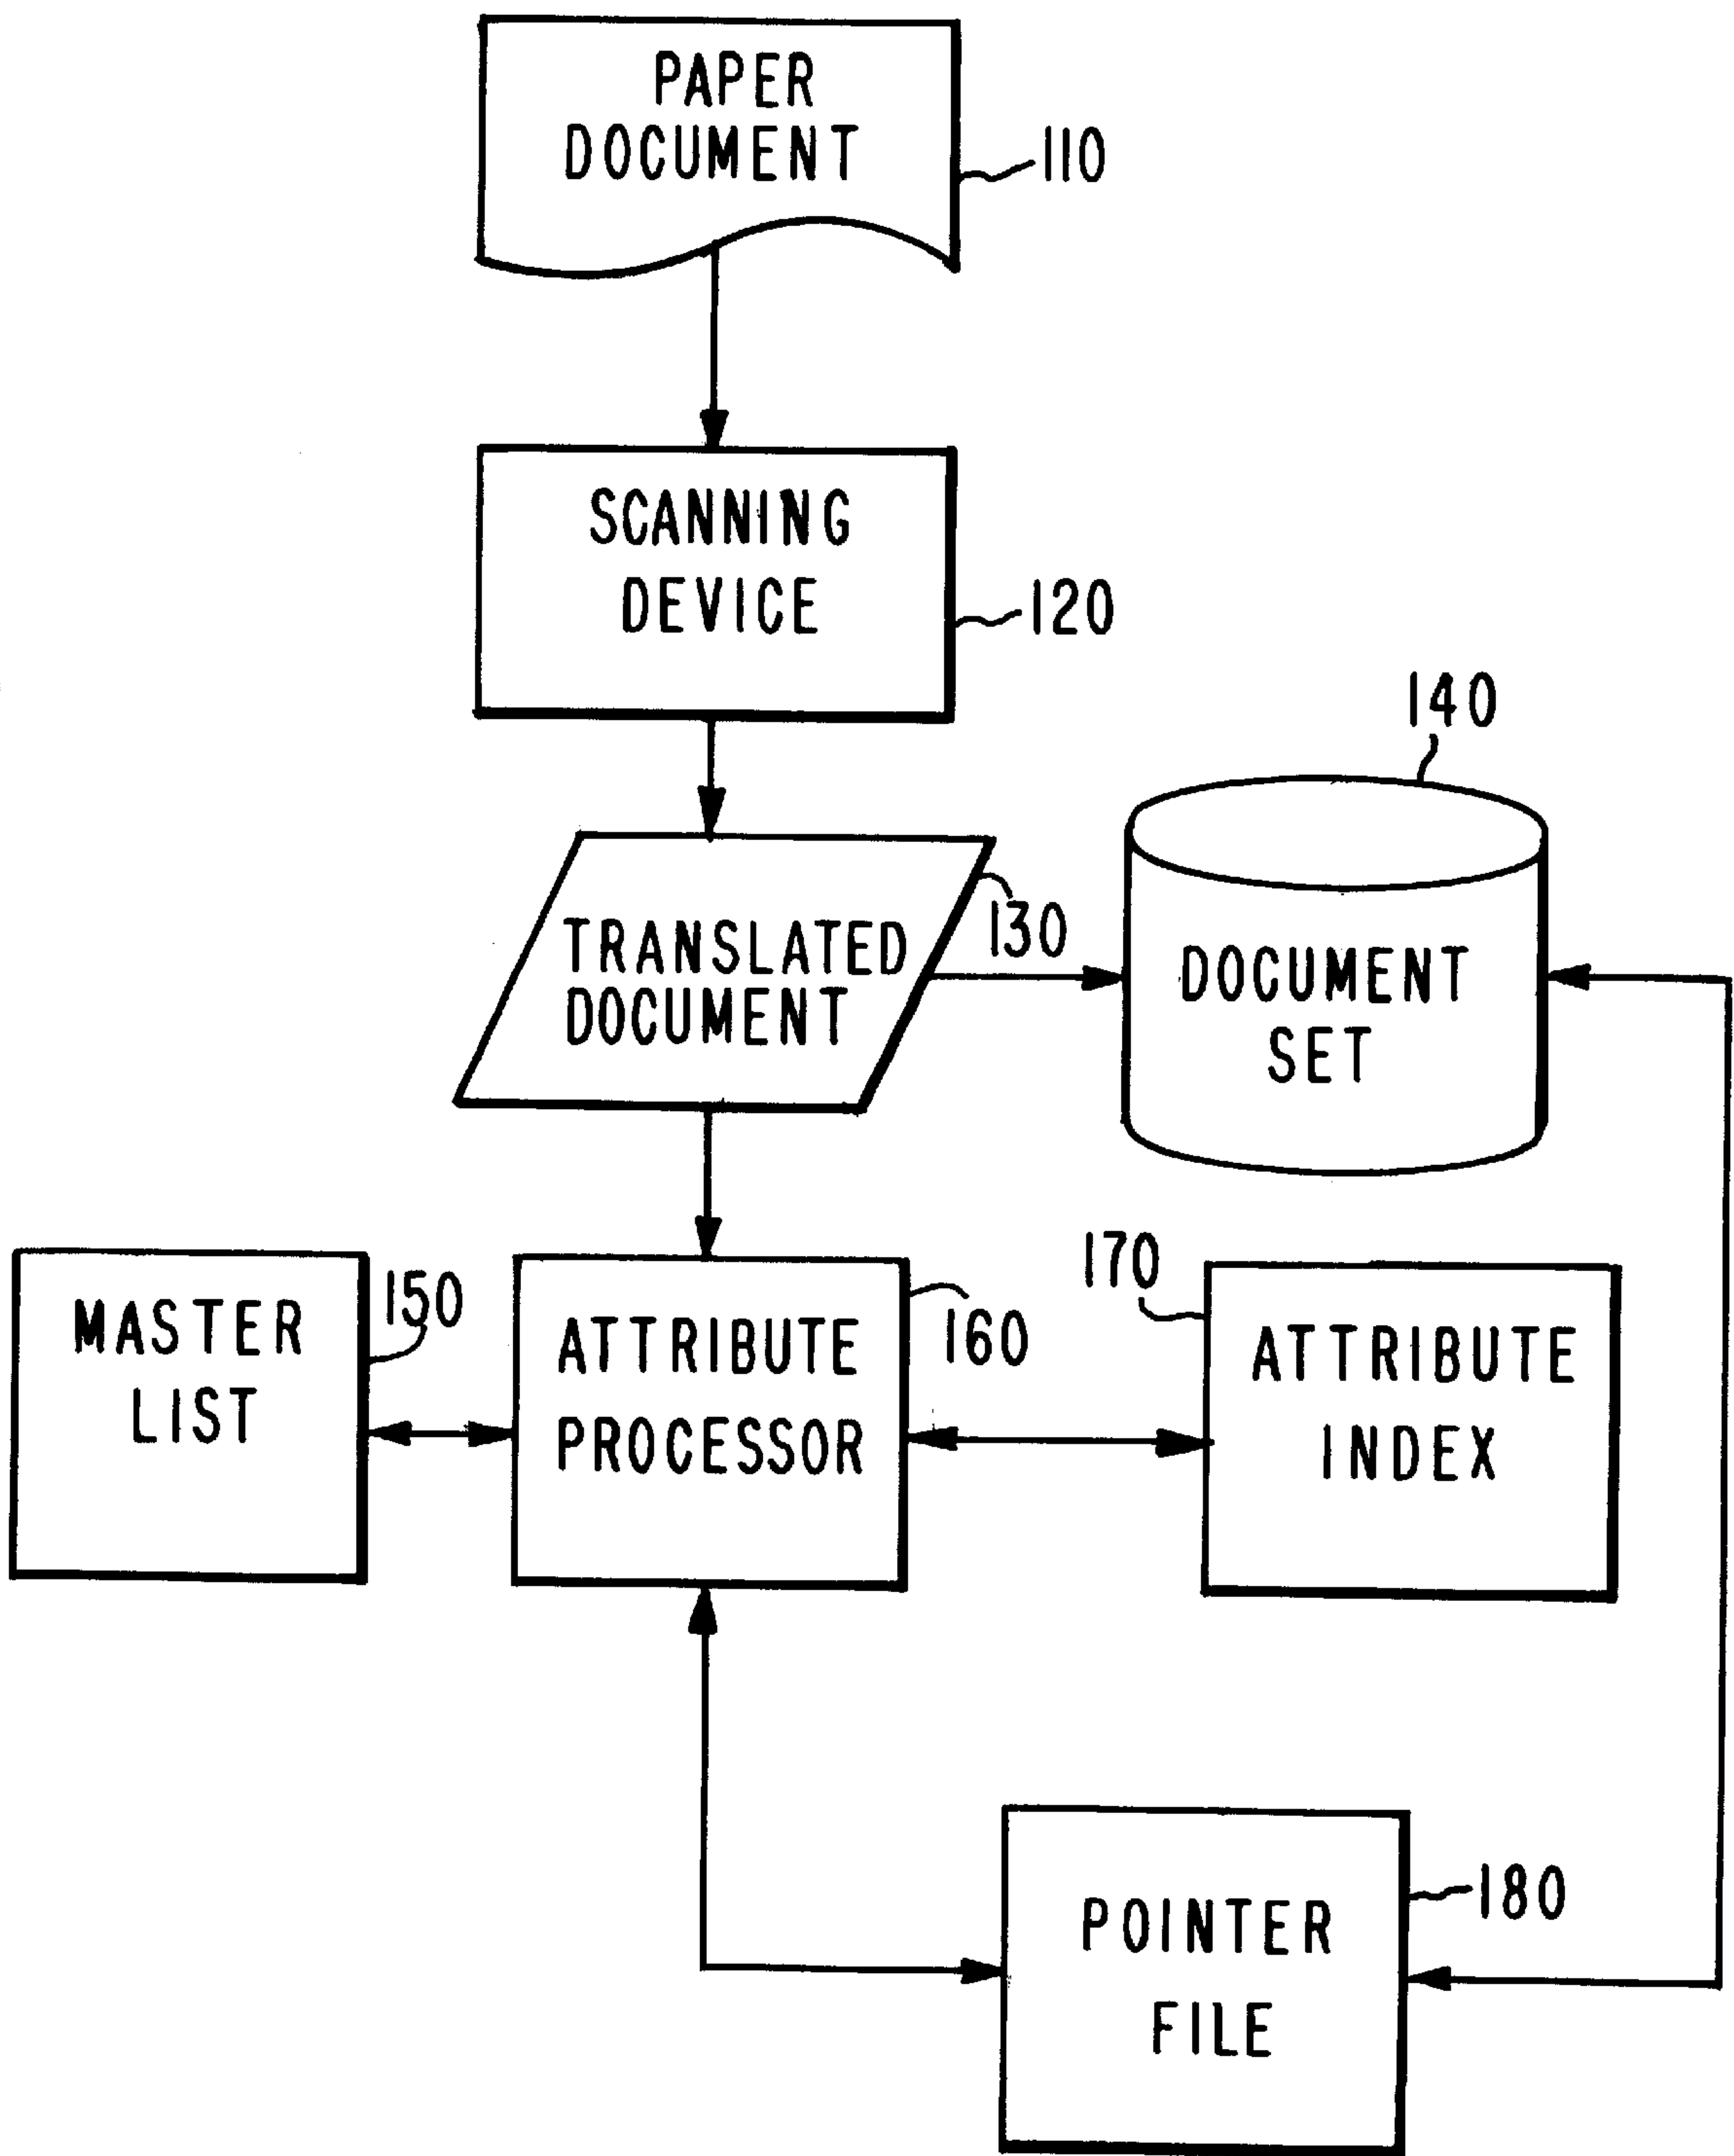 PAPER
DOCUMENT
110
SCANNING
DEVICE
120
140
TRANSLATED
DOCUMENT
130
DOCUMENT
SET
MASTER
LIST
150
ATTRIBUTE
PROCESSOR
160
170
ATTRIBUTE
INDEX
POINTER
FILE
180